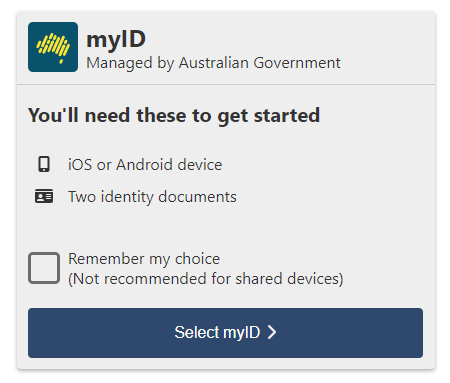 myID
Managed by Australian Government
You'll need these to get started
iOS or Android device
Two identity documents
Remember my choice
(Not recommended for shared devices)
Select myID